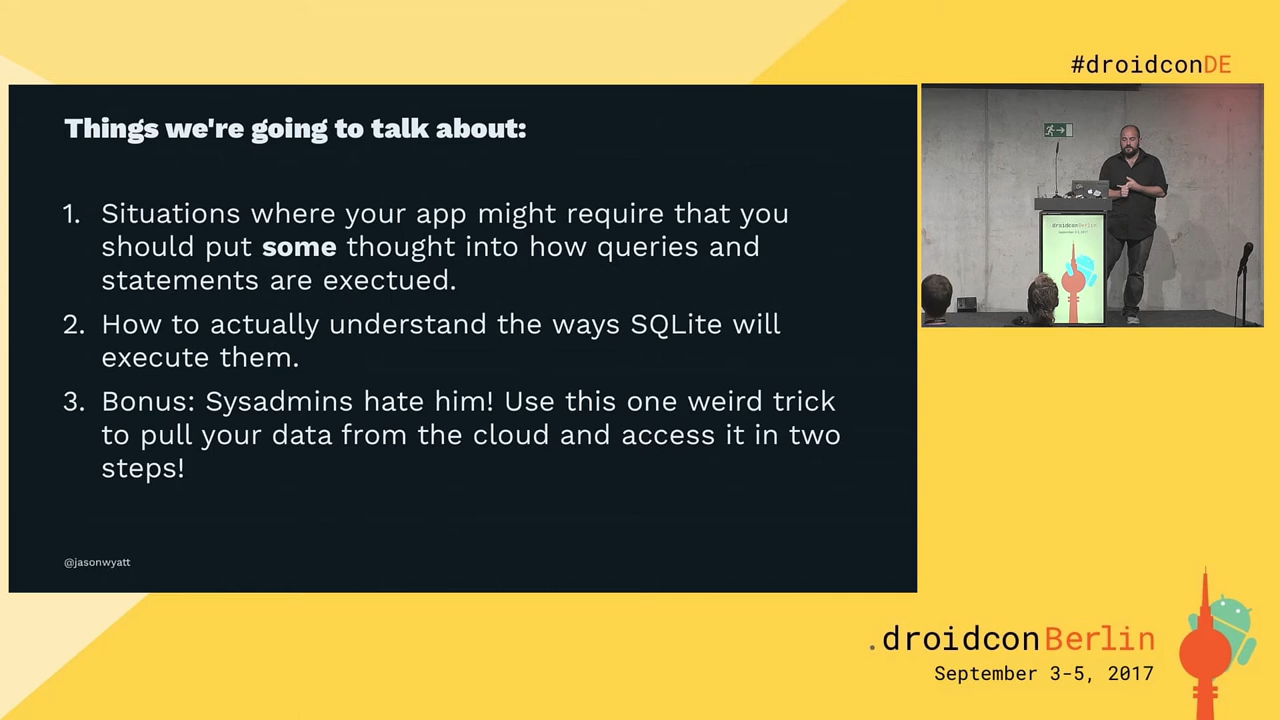 #droidconDE
Things we're going to talk about:
1. Situations where your app might require that you
should put some thought into how queries and
statements are exectued.
2. How to actually understand the ways SQLite will
execute them.
3. Bonus: Sysadmins hate him! Use this one weird trick
to pull your data from the cloud and access it in two
steps!
@jasonwyatt
droidconBerlin
.droidconBerlin
September 3-5, 2017